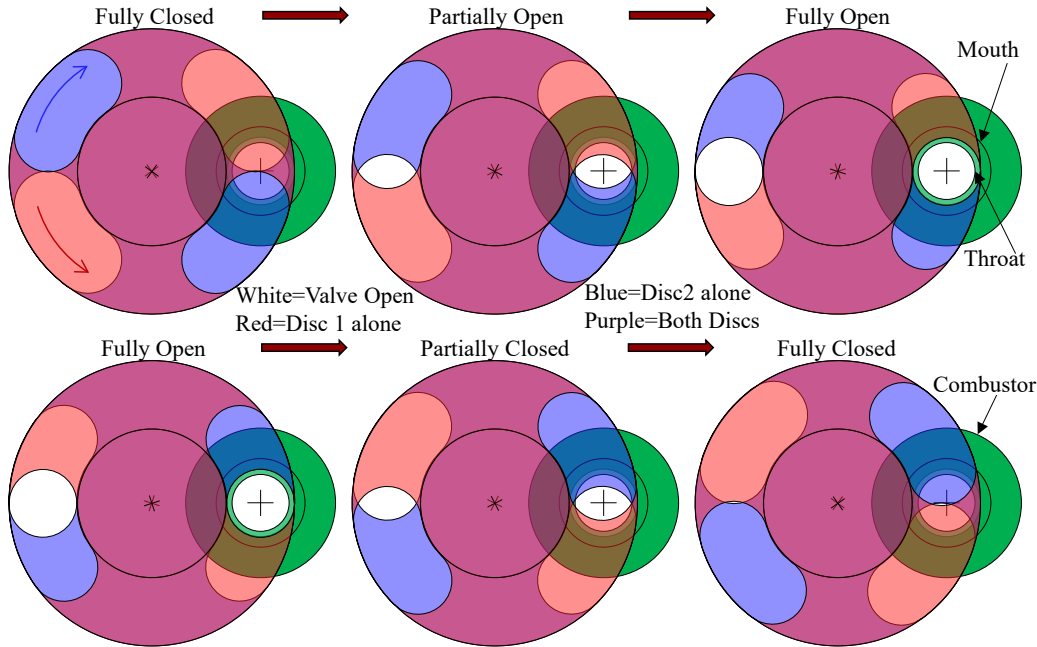 Fully Closed
Partially Open
Fully Open
Mouth
Throat
White=Valve Open
Red=Disc 1 alone
Blue=Disc2 alone
Purple=Both Discs
Fully Open
Partially Closed
Fully Closed
Combustor